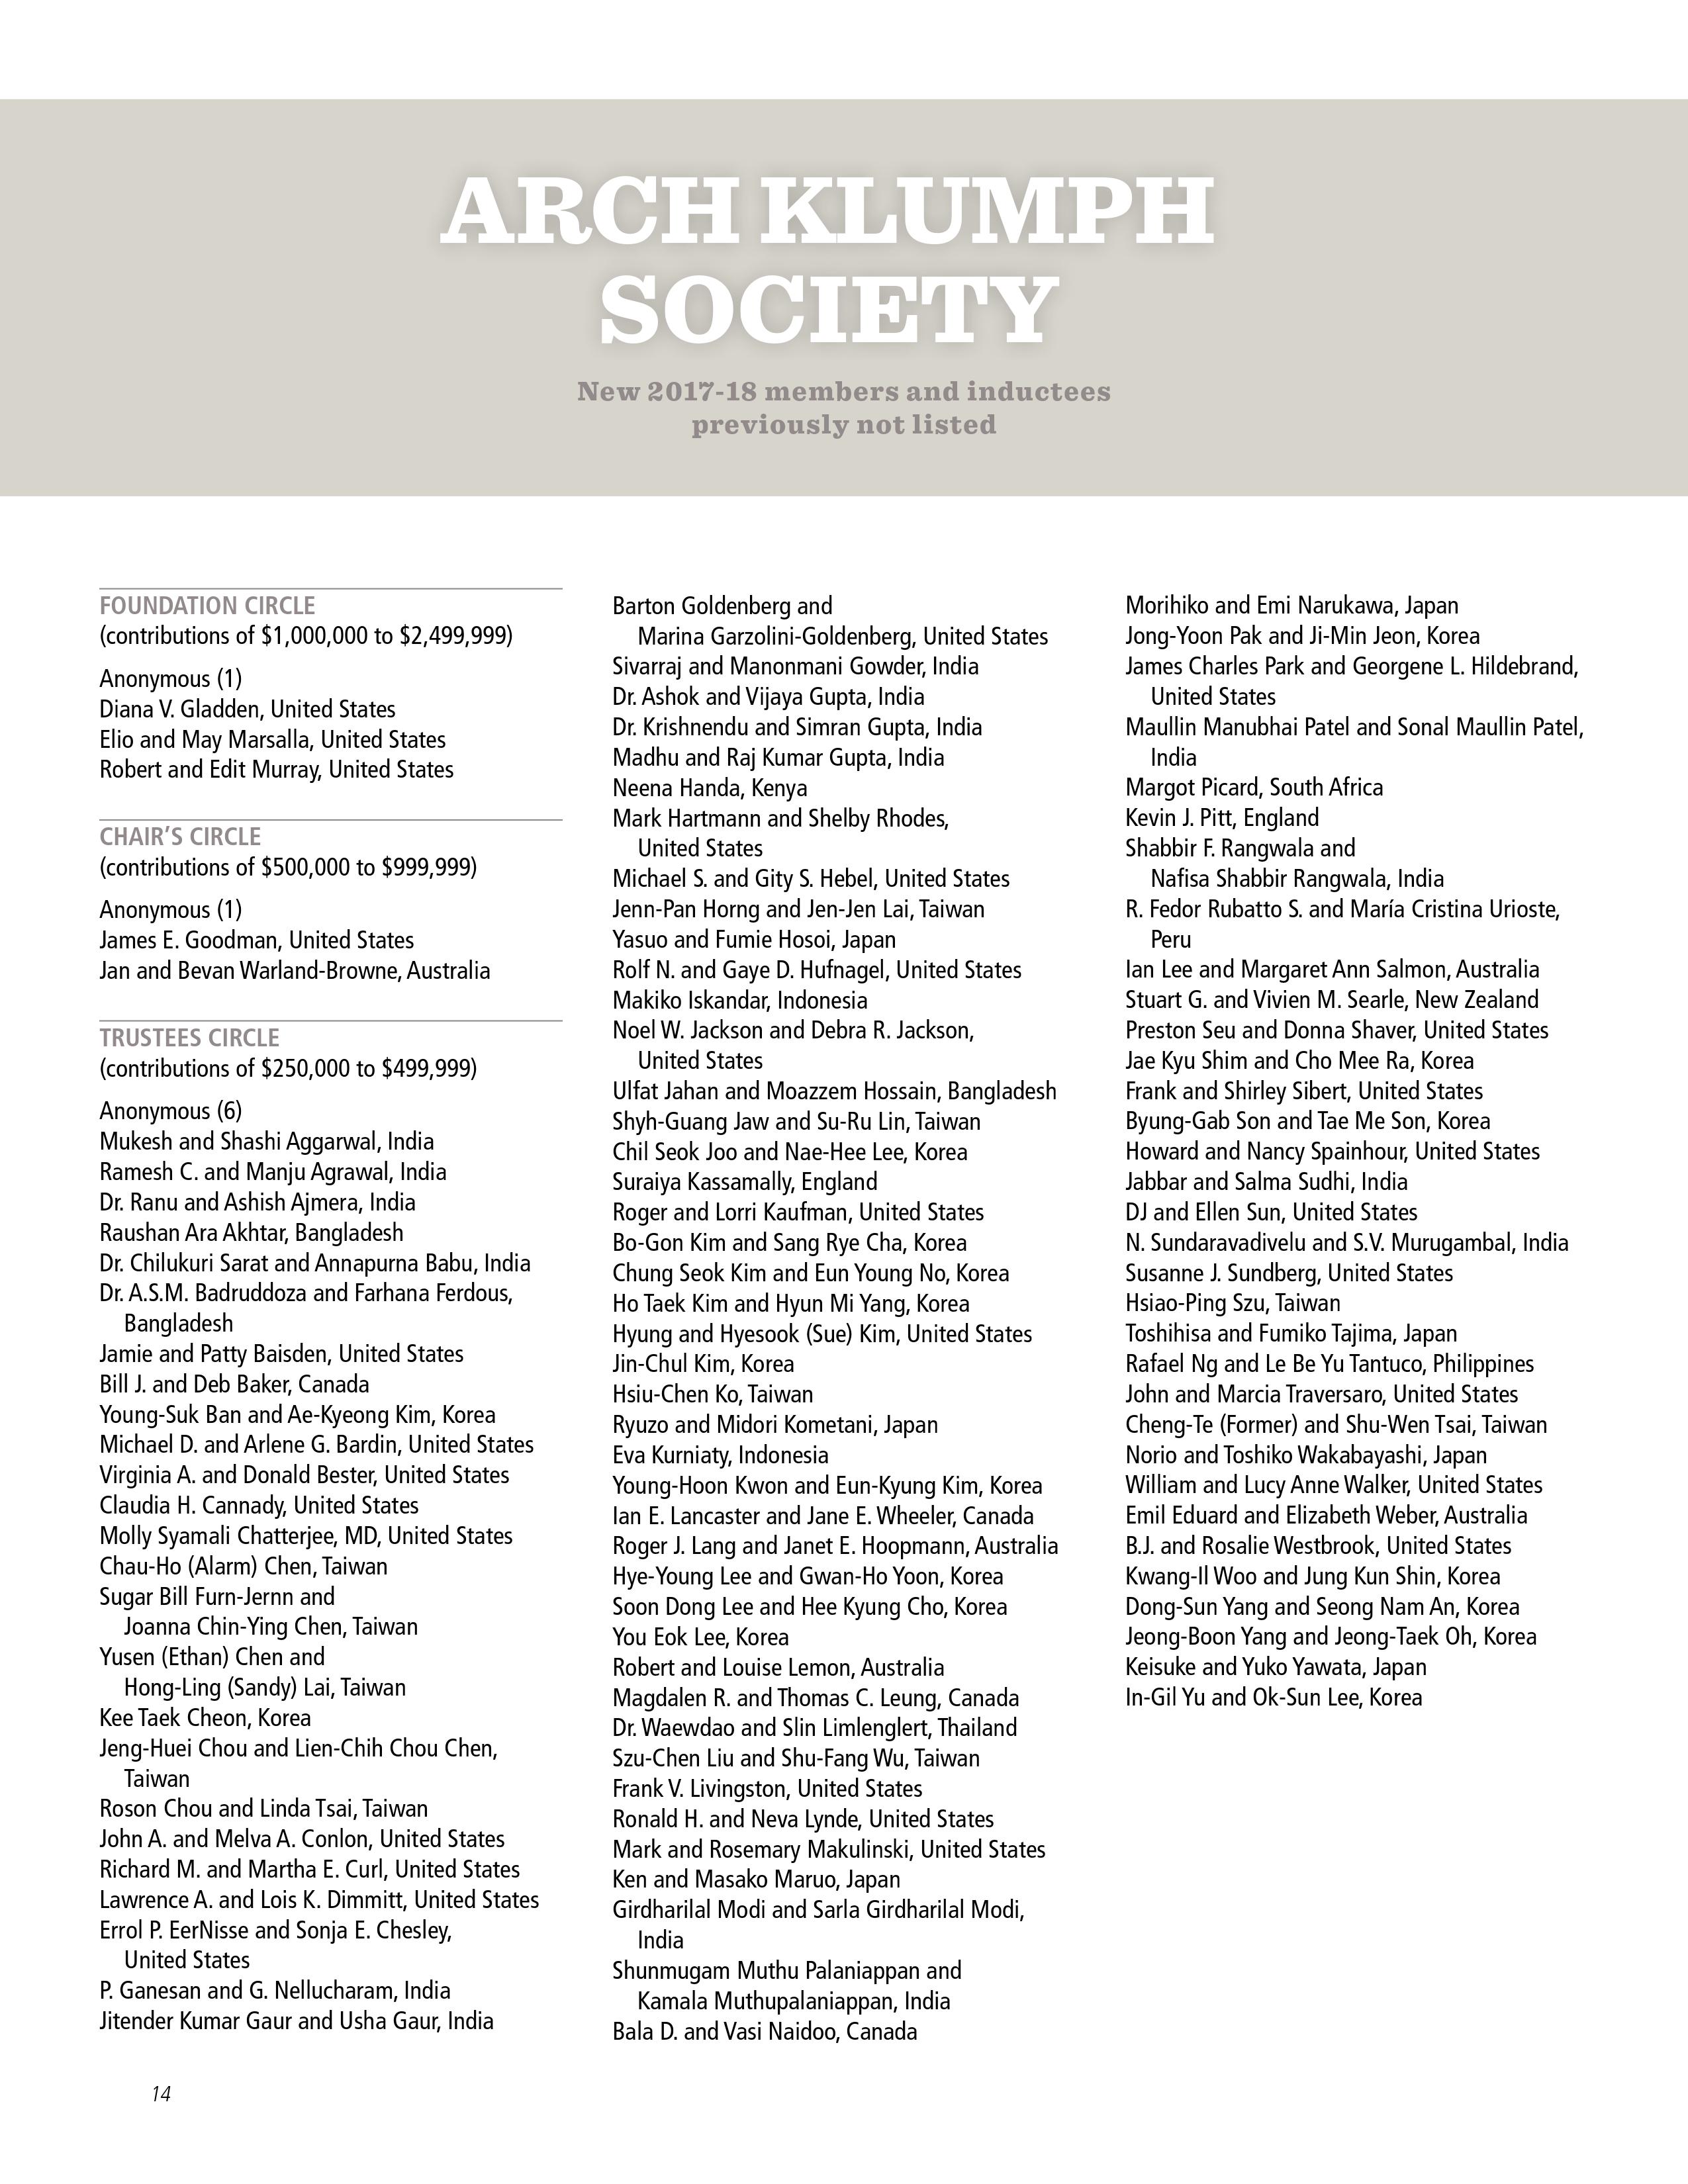 ARCH KLUMPH
SOCIETY
New 2017-18 members and inductees
previously not listed
FOUNDATION CIRCLE
(contributions of $1,000,000 to $2,499,999)
Anonymous (1)
Diana V. Gladden, United States
Elio and May Marsalla, United States
Robert and Edit Murray, United States
CHAIR’S CIRCLE
(contributions of $500,000 to $999,999)
Anonymous (1)
James E. Goodman, United States
Jan and Bevan Warland-Browne, Australia
TRUSTEES CIRCLE
(contributions of $250,000 to $499,999)
Anonymous (6)
Mukesh and Shashi Aggarwal, India
Ramesh C. and Manju Agrawal, India
Dr. Ranu and Ashish Ajmera, India
Raushan Ara Akhtar, Bangladesh
Dr. Chilukuri Sarat and Annapurna Babu, India
Dr. A.S.M. Badruddoza and Farhana Ferdous,
Bangladesh
Jamie and Patty Baisden, United States
Bill J. and Deb Baker, Canada
Young-Suk Ban and Ae-Kyeong Kim, Korea
Michael D. and Arlene G. Bardin, United States
Virginia A. and Donald Bester, United States
Claudia H. Cannady, United States
Molly Syamali Chatterjee, MD, United States
Chau-Ho (Alarm) Chen, Taiwan
Sugar Bill Furn-Jernn and
Joanna Chin-Ying Chen, Taiwan
Yusen (Ethan) Chen and
Hong-Ling (Sandy) Lai, Taiwan
Kee Taek Cheon, Korea
Jeng-Huei Chou and Lien-Chih Chou Chen,
Taiwan
Roson Chou and Linda Tsai, Taiwan
John A. and Melva A. Conlon, United States
Richard M. and Martha E. Curl, United States
Lawrence A. and Lois K. Dimmitt, United States
Errol P. EerNisse and Sonja E. Chesley,
United States
P. Ganesan and G. Nellucharam, India
Jitender Kumar Gaur and Usha Gaur, India
Barton Goldenberg and
Marina Garzolini-Goldenberg, United States
Sivarraj and Manonmani Gowder, India
Dr. Ashok and Vijaya Gupta, India
Dr. Krishnendu and Simran Gupta, India
Madhu and Raj Kumar Gupta, India
Neena Handa, Kenya
Mark Hartmann and Shelby Rhodes,
United States
Michael S. and Gity S. Hebel, United States
Jenn-Pan Horng and Jen-Jen Lai, Taiwan
Yasuo and Fumie Hosoi, Japan
Rolf N. and Gaye D. Hufnagel, United States
Makiko Iskandar, Indonesia
Noel W. Jackson and Debra R. Jackson,
United States
Ulfat Jahan and Moazzem Hossain, Bangladesh
Shyh-Guang Jaw and Su-Ru Lin, Taiwan
Chil Seok Joo and Nae-Hee Lee, Korea
Suraiya Kassamally, England
Roger and Lorri Kaufman, United States
Bo-Gon Kim and Sang Rye Cha, Korea
Chung Seok Kim and Eun Young No, Korea
Ho Taek Kim and Hyun Mi Yang, Korea
Hyung and Hyesook (Sue) Kim, United States
Jin-Chul Kim, Korea
Hsiu-Chen Ko, Taiwan
Ryuzo and Midori Kometani, Japan
Eva Kurniaty, Indonesia
Young-Hoon Kwon and Eun-Kyung Kim, Korea
Ian E. Lancaster and Jane E. Wheeler, Canada
Roger J. Lang and Janet E. Hoopmann, Australia
Hye-Young Lee and Gwan-Ho Yoon, Korea
Soon Dong Lee and Hee Kyung Cho, Korea
You Eok Lee, Korea
Robert and Louise Lemon, Australia
Magdalen R. and Thomas C. Leung, Canada
Dr. Waewdao and Slin Limlenglert, Thailand
Szu-Chen Liu and Shu-Fang Wu, Taiwan
Frank V. Livingston, United States
Ronald H. and Neva Lynde, United States
Mark and Rosemary Makulinski, United States
Ken and Masako Maruo, Japan
Girdharilal Modi and Sarla Girdharilal Modi,
India
Shunmugam Muthu Palaniappan and
Kamala Muthupalaniappan, India
Bala D. and Vasi Naidoo, Canada
Morihiko and Emi Narukawa, Japan
Jong-Yoon Pak and Ji-Min Jeon, Korea
James Charles Park and Georgene L. Hildebrand,
United States
Maullin Manubhai Patel and Sonal Maullin Patel,
India
Margot Picard, South Africa
Kevin J. Pitt, England
Shabbir F. Rangwala and
Nafisa Shabbir Rangwala, India
R. Fedor Rubatto S. and María Cristina Urioste,
Peru
Ian Lee and Margaret Ann Salmon, Australia
Stuart G. and Vivien M. Searle, New Zealand
Preston Seu and Donna Shaver, United States
Jae Kyu Shim and Cho Mee Ra, Korea
Frank and Shirley Sibert, United States
Byung-Gab Son and Tae Me Son, Korea
Howard and Nancy Spainhour, United States
Jabbar and Salma Sudhi, India
DJ and Ellen Sun, United States
N. Sundaravadivelu and S.V. Murugambal, India
Susanne J. Sundberg, United States
Hsiao-Ping Szu, Taiwan
Toshihisa and Fumiko Tajima, Japan
Rafael Ng and Le Be Yu Tantuco, Philippines
John and Marcia Traversaro, United States
Cheng-Te (Former) and Shu-Wen Tsai, Taiwan
Norio and Toshiko Wakabayashi, Japan
William and Lucy Anne Walker, United States
Emil Eduard and Elizabeth Weber, Australia
B.J. and Rosalie Westbrook, United States
Kwang-Il Woo and Jung Kun Shin, Korea
Dong-Sun Yang and Seong Nam An, Korea
Jeong-Boon Yang and Jeong-Taek Oh, Korea
Keisuke and Yuko Yawata, Japan
In-Gil Yu and Ok-Sun Lee, Korea
14